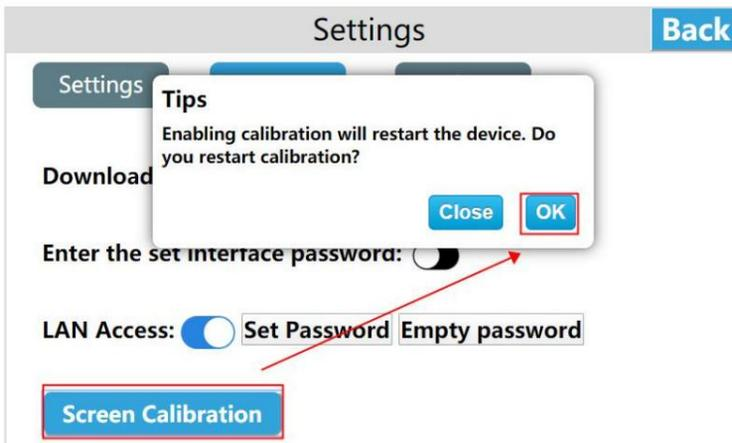 Settings
Back
Settings
Tips
Enabling calibration will restart the device. Do
you restart calibration?
Download
Close
OK
Enter the set interface password:
LAN Access:
Set Password
Empty password
Screen Calibration